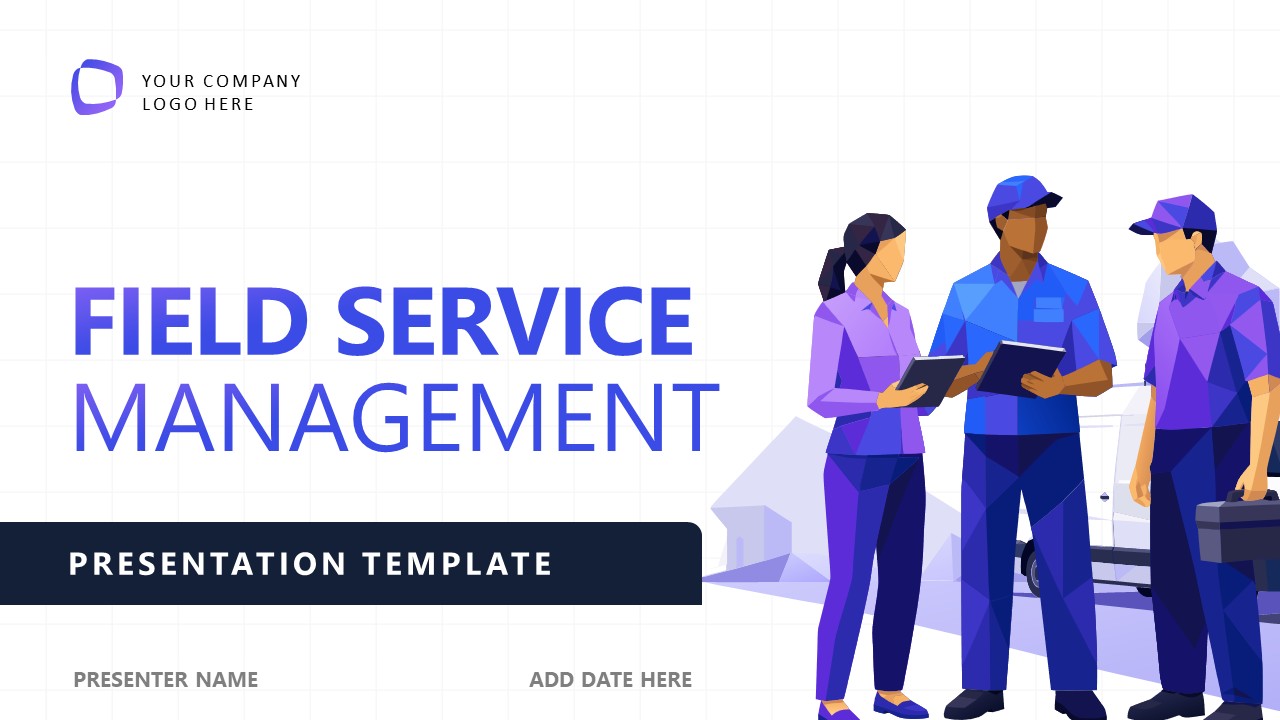 YOUR COMPANY
LOGO HERE
FIELD SERVICE
MANAGEMENT
PRESENTATION TEMPLATE
PRESENTER NAME
ADD DATE HERE